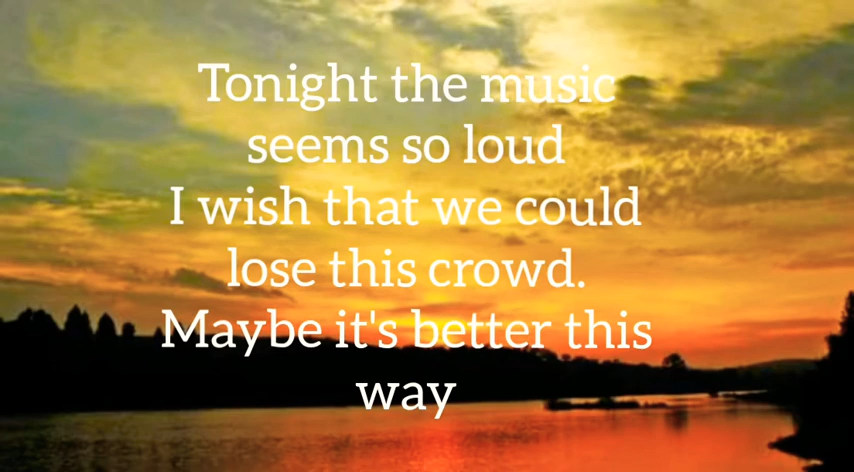 Tonight the music
seems so loud
I wish that we could
lose this crowd.
Maybe it's better this
way